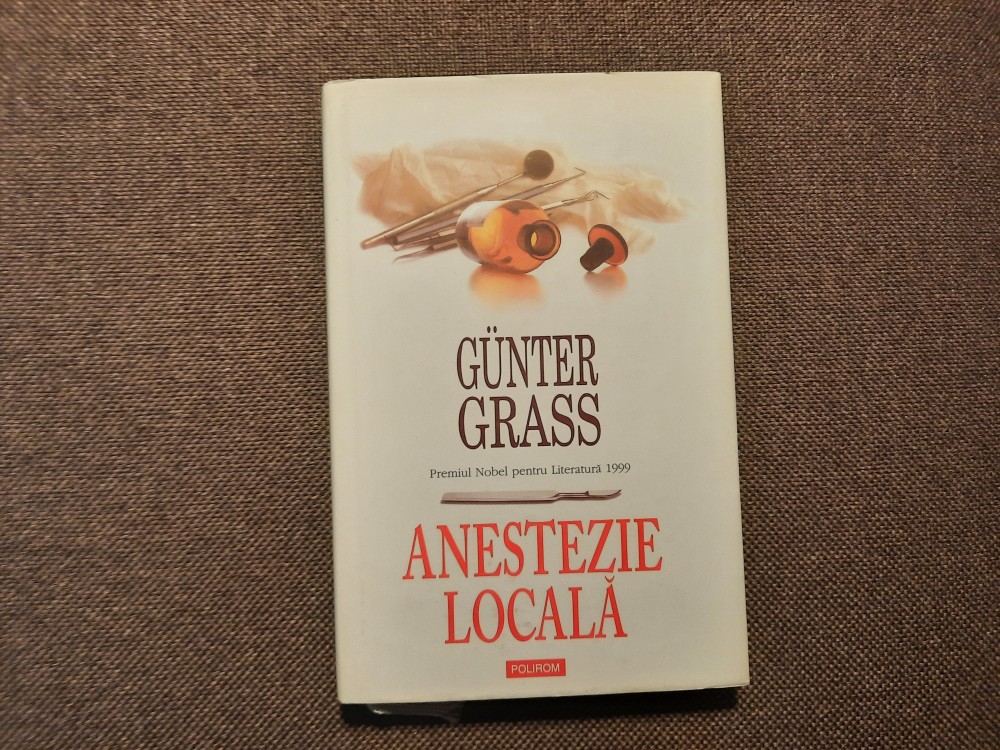 GÜNTER
GRASS
Premiul Nobel pentru Literatură 1999
ANESTEZIE
LOCALĂ
POLIROM